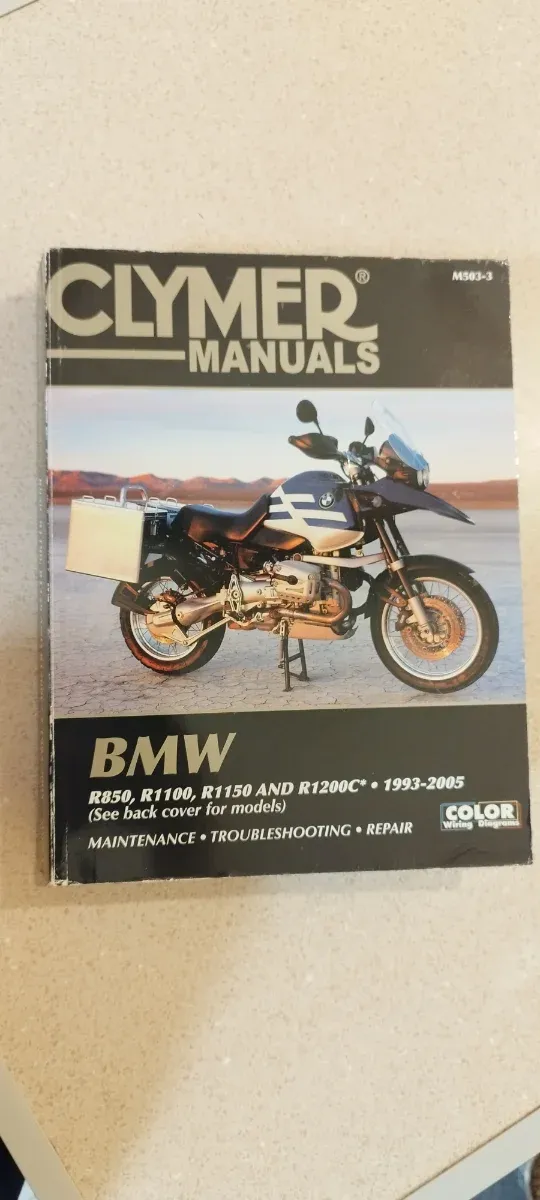 M503-3
CLYMER®
MANUALS
BMW
R850, R1100, R1150 AND R1200C* • 1993-2005
(See back cover for models)
COLOR
Wiring Diagrams
MAINTENANCE • TROUBLESHOOTING • REPAIR